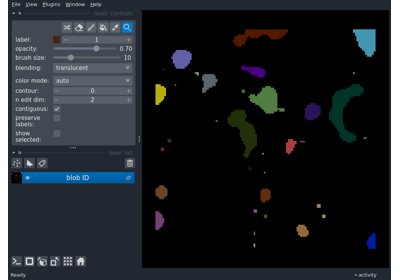 File View Plugins Window Help
layer controls
label: 1
opacity: 0.70
brush size: 10
blending: translucent
color mode: auto
contour: 0
n edit dim: 2
contiguous:
preserve
labels:
show
selected:
layer list
blob ID
Ready
activity